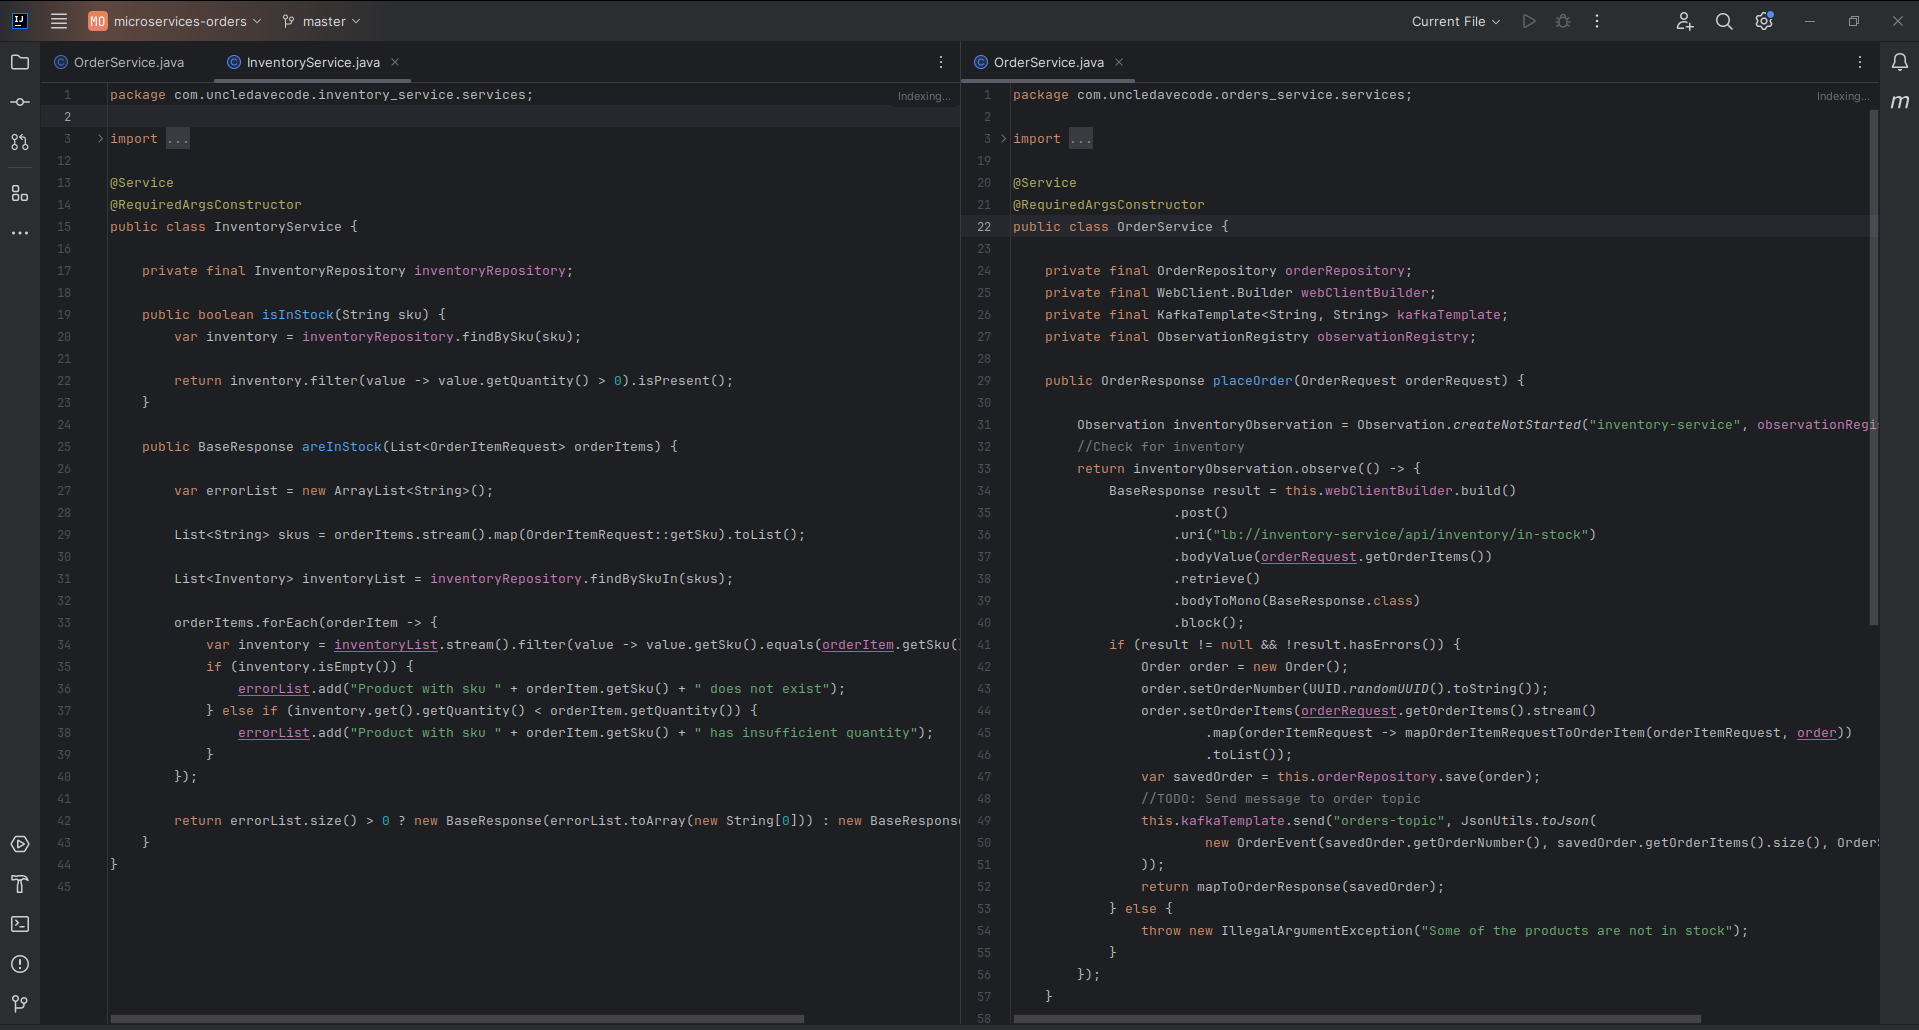 MO microservices-orders master Current File
OrderService.java InventoryService.java
1 package com.uncledavecode.inventory_service.services; Indexing...
2
3 import ...
12
13 @Service
14 @RequiredArgsConstructor
15 public class InventoryService {
16
17 private final InventoryRepository inventoryRepository;
18
19 public boolean isInStock(String sku) {
20 var inventory = inventoryRepository.findBySku(sku);
21
22 return inventory.filter(value -> value.getQuantity() > 0).isPresent();
23 }
24
25 public BaseResponse areInStock(List<OrderItemRequest> orderItems) {
26
27 var errorList = new ArrayList<String>();
28
29 List<String> skus = orderItems.stream().map(OrderItemRequest::getSku).toList();
30
31 List<Inventory> inventoryList = inventoryRepository.findBySkuIn(skus);
32
33 orderItems.forEach(orderItem -> {
34 var inventory = inventoryList.stream().filter(value -> value.getSku().equals(orderItem.getSku()
35 if (inventory.isEmpty()) {
36 errorList.add("Product with sku " + orderItem.getSku() + " does not exist");
37 } else if (inventory.get().getQuantity() < orderItem.getQuantity()) {
38 errorList.add("Product with sku " + orderItem.getSku() + " has insufficient quantity");
39 }
40 });
41
42 return errorList.size() > 0 ? new BaseResponse(errorList.toArray(new String[0])) : new BaseResponse
43 }
44 }
45
OrderService.java
1 package com.uncledavecode.orders_service.services; Indexing...
2
3 import ...
19
20 @Service
21 @RequiredArgsConstructor
22 public class OrderService {
23
24 private final OrderRepository orderRepository;
25 private final WebClient.Builder webClientBuilder;
26 private final KafkaTemplate<String, String> kafkaTemplate;
27 private final ObservationRegistry observationRegistry;
28
29 public OrderResponse placeOrder(OrderRequest orderRequest) {
30
31 Observation inventoryObservation = Observation.createNotStarted("inventory-service", observationRegi
32 //Check for inventory
33 return inventoryObservation.observe(() -> {
34 BaseResponse result = this.webClientBuilder.build()
35 .post()
36 .uri("lb://inventory-service/api/inventory/in-stock")
37 .bodyValue(orderRequest.getOrderItems())
38 .retrieve()
39 .bodyToMono(BaseResponse.class)
40 .block();
41 if (result != null && !result.hasErrors()) {
42 Order order = new Order();
43 order.setOrderNumber(UUID.randomUUID().toString());
44 order.setOrderItems(orderRequest.getOrderItems().stream()
45 .map(orderItemRequest -> mapOrderItemRequestToOrderItem(orderItemRequest, order))
46 .toList());
47 var savedOrder = this.orderRepository.save(order);
48 //TODO: Send message to order topic
49 this.kafkaTemplate.send("orders-topic", JsonUtils.toJson(
50 new OrderEvent(savedOrder.getOrderNumber(), savedOrder.getOrderItems().size(), Order
51 ));
52 return mapToOrderResponse(savedOrder);
53 } else {
54 throw new IllegalArgumentException("Some of the products are not in stock");
55 }
56 });
57 }
58